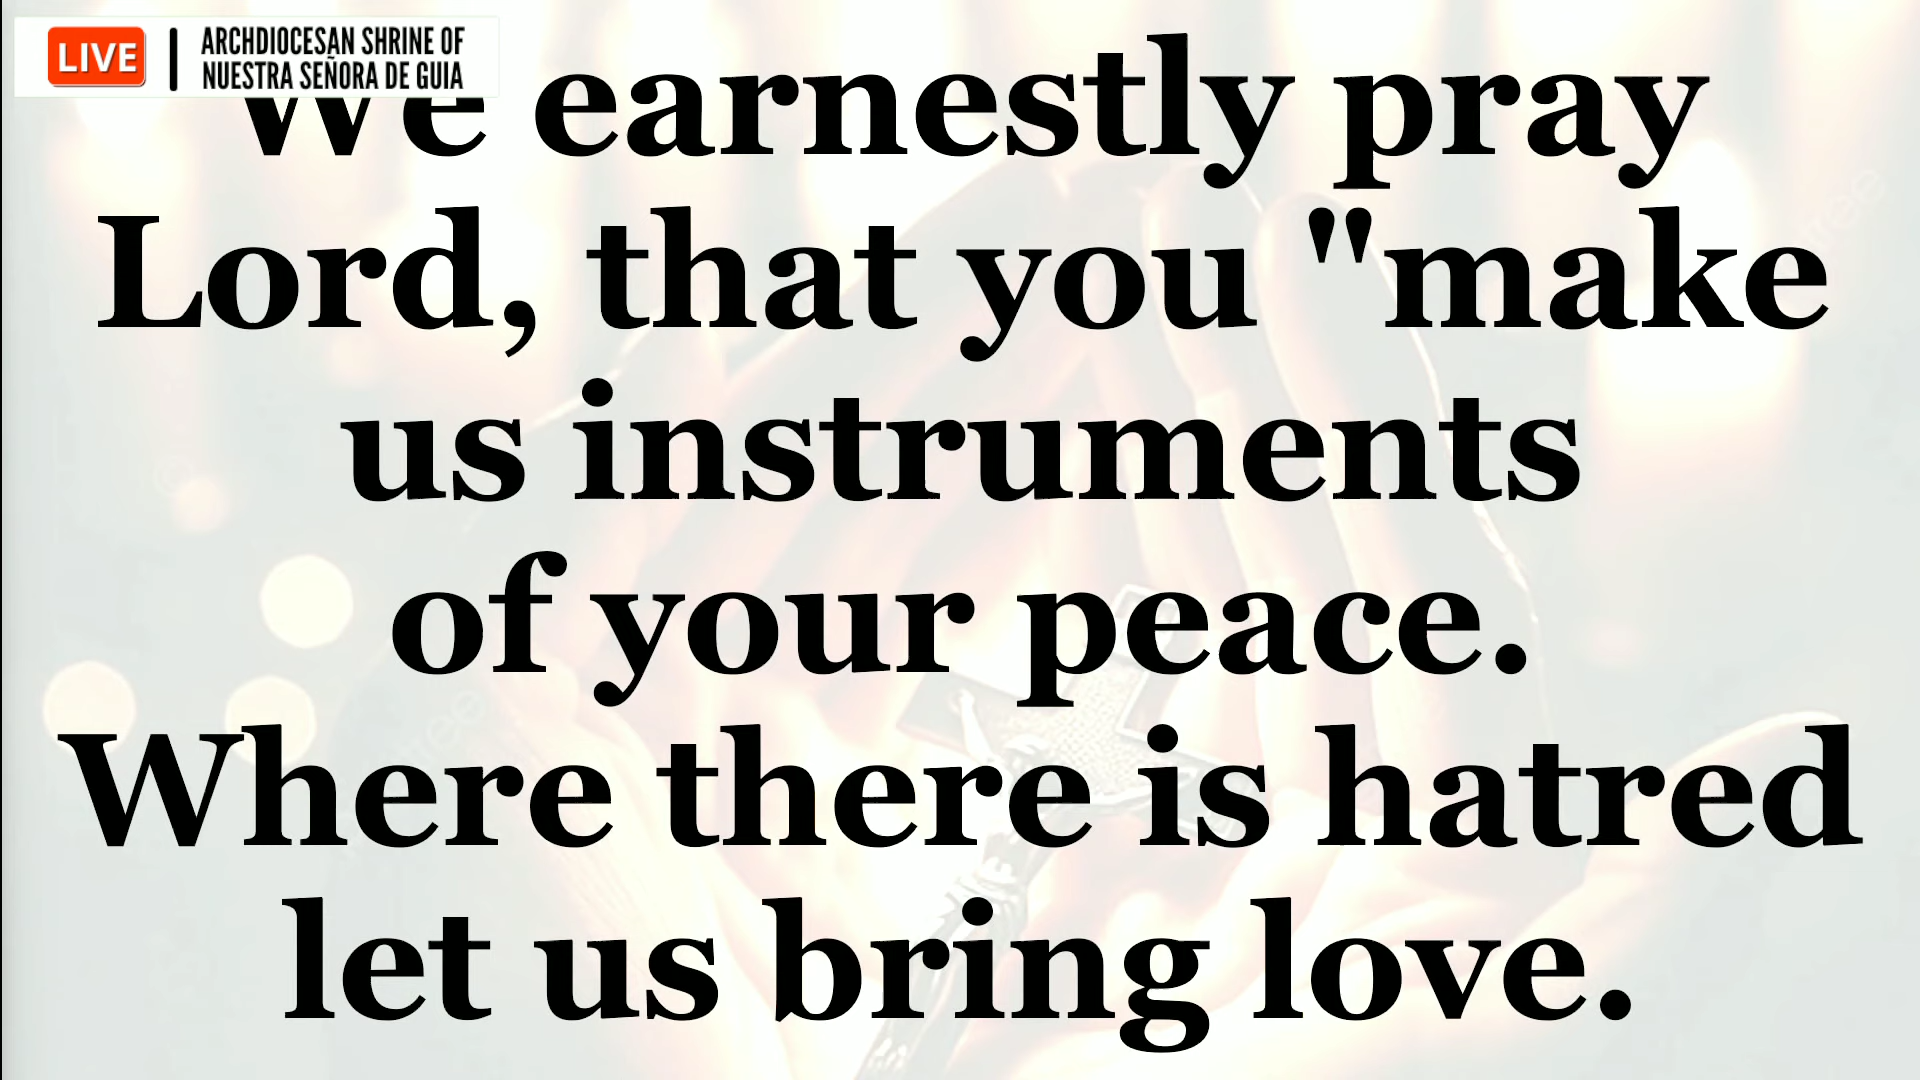 LIVE
ARCHDIOCESAN SHRINE OF
NUESTRA SEÑORA DE GUIA
We earnestly pray
Lord, that you "make
us instruments
of your peace.
Where there is hatred
let us bring love.